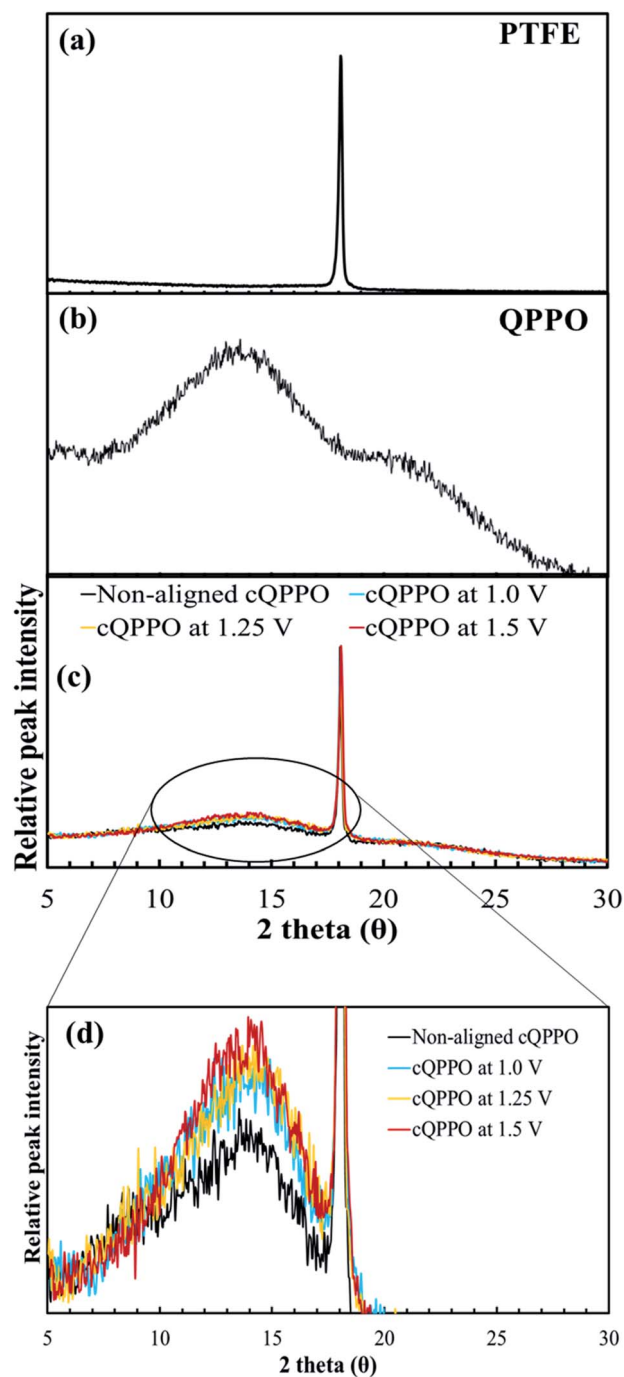 (a)
PTFE
(b)
QPPO
Non-aligned cQPPO
cQPPO at 1.0 V
cQPPO at 1.25 V
cQPPO at 1.5 V
(c)
Relative peak intensity
5 10 15 20 25 30
2 theta (θ)
(d)
Non-aligned cQPPO
cQPPO at 1.0 V
cQPPO at 1.25 V
cQPPO at 1.5 V
Relative peak intensity
5 10 15 20 25 30
2 theta (θ)